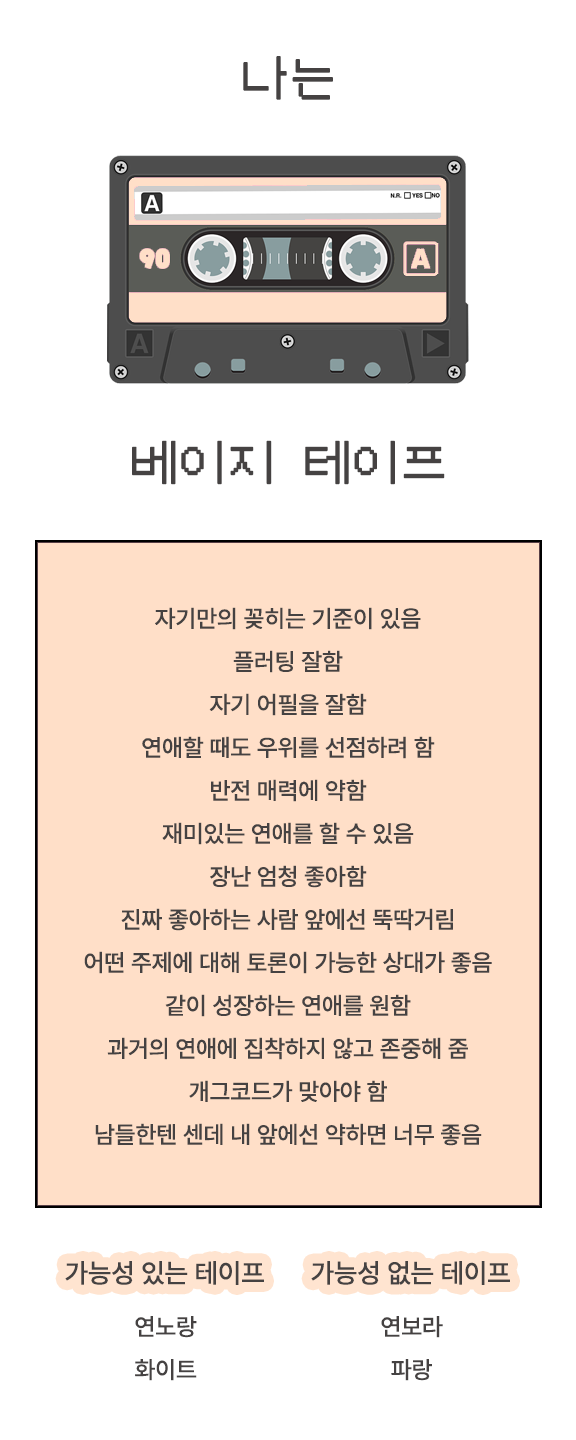 나는
A
N.R. YES NO
90
A
A
베이지 테이프
자기만의 꽂히는 기준이 있음
플러팅 잘함
자기 어필을 잘함
연애할 때도 우위를 선점하려 함
반전 매력에 약함
재미있는 연애를 할 수 있음
장난 엄청 좋아함
진짜 좋아하는 사람 앞에선 뚝딱거림
어떤 주제에 대해 토론이 가능한 상대가 좋음
같이 성장하는 연애를 원함
과거의 연애에 집착하지 않고 존중해 줌
개그코드가 맞아야 함
남들한텐 센데 내 앞에선 약하면 너무 좋음
가능성 있는 테이프 가능성 없는 테이프
연노랑 연보라
화이트 파랑